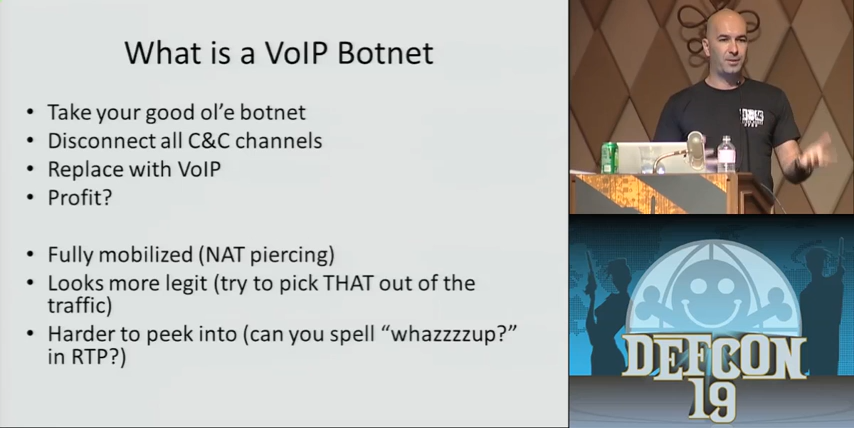 What is a VoIP Botnet
• Take your good ol’e botnet
• Disconnect all C&C channels
• Replace with VoIP
• Profit?
• Fully mobilized (NAT piercing)
• Looks more legit (try to pick THAT out of the
traffic)
• Harder to peek into (can you spell “whazzzzup?”
in RTP?)
DEFCON
19